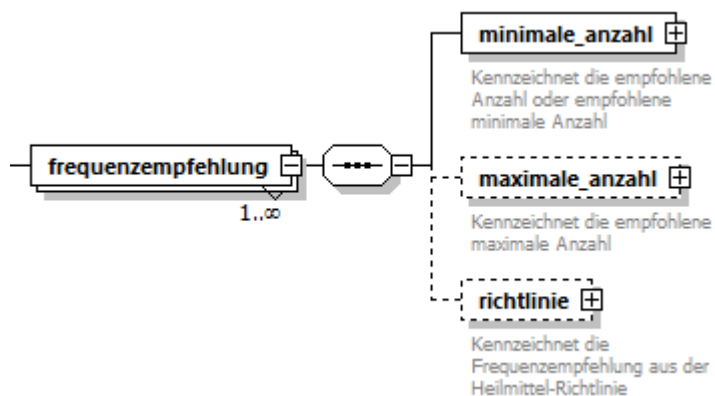 minimale_anzahl
Kennzeichnet die empfohlene
Anzahl oder empfohlene
minimale Anzahl
frequenzempfehlung
1..∞
maximale_anzahl
Kennzeichnet die empfohlene
maximale Anzahl
richtlinie
Kennzeichnet die
Frequenzempfehlung aus der
Heilmittel-Richtlinie